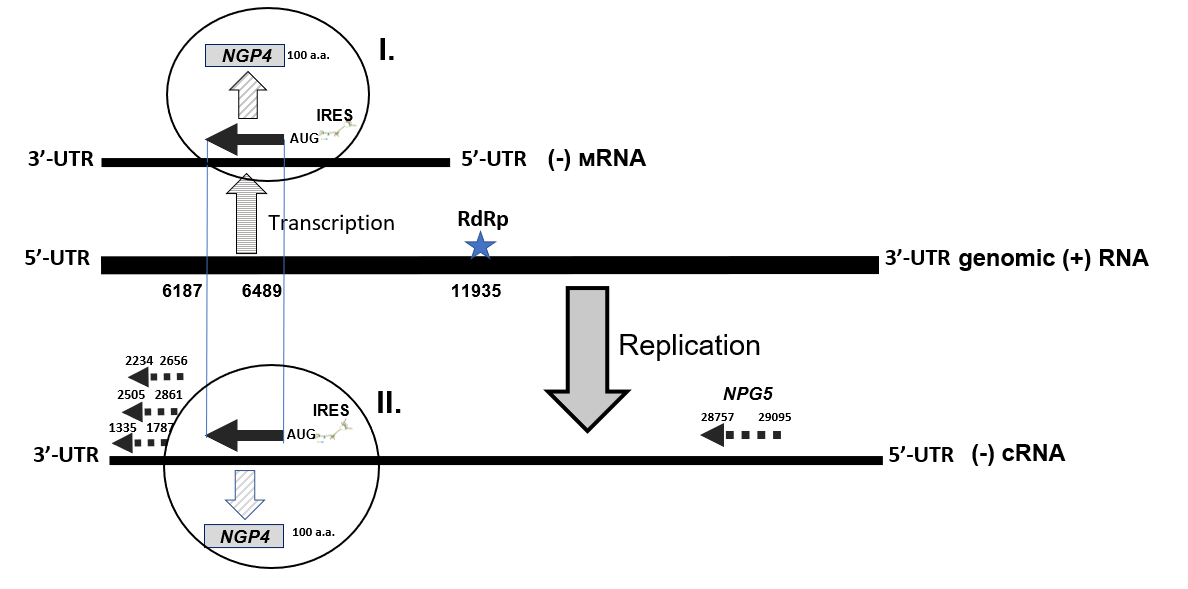 I.
NGP4 100 a.a.
IRES
AUG
3’-UTR 5’-UTR (-) мRNA
Transcription
RdRp
5’-UTR 3’-UTR genomic (+) RNA
6187 6489 11935
Replication
2234 2656
2505 2861
1335 1787
IRES II.
AUG
NPG5
28757 29095
3’-UTR 5’-UTR (-) cRNA
NGP4 100 a.a.